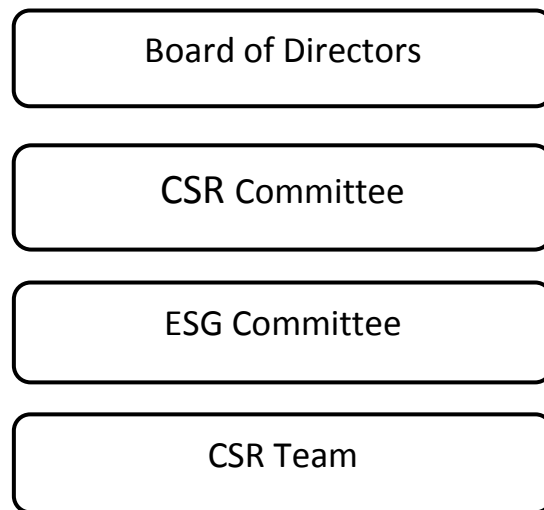 Board of Directors
CSR Committee
ESG Committee
CSR Team